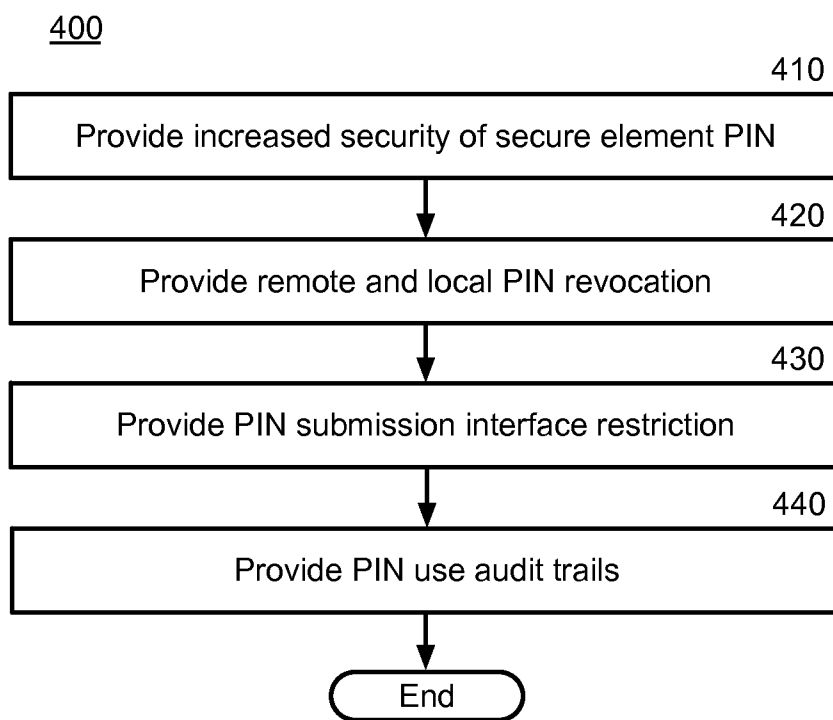 400
410
Provide increased security of secure element PIN
420
Provide remote and local PIN revocation
430
Provide PIN submission interface restriction
440
Provide PIN use audit trails
End